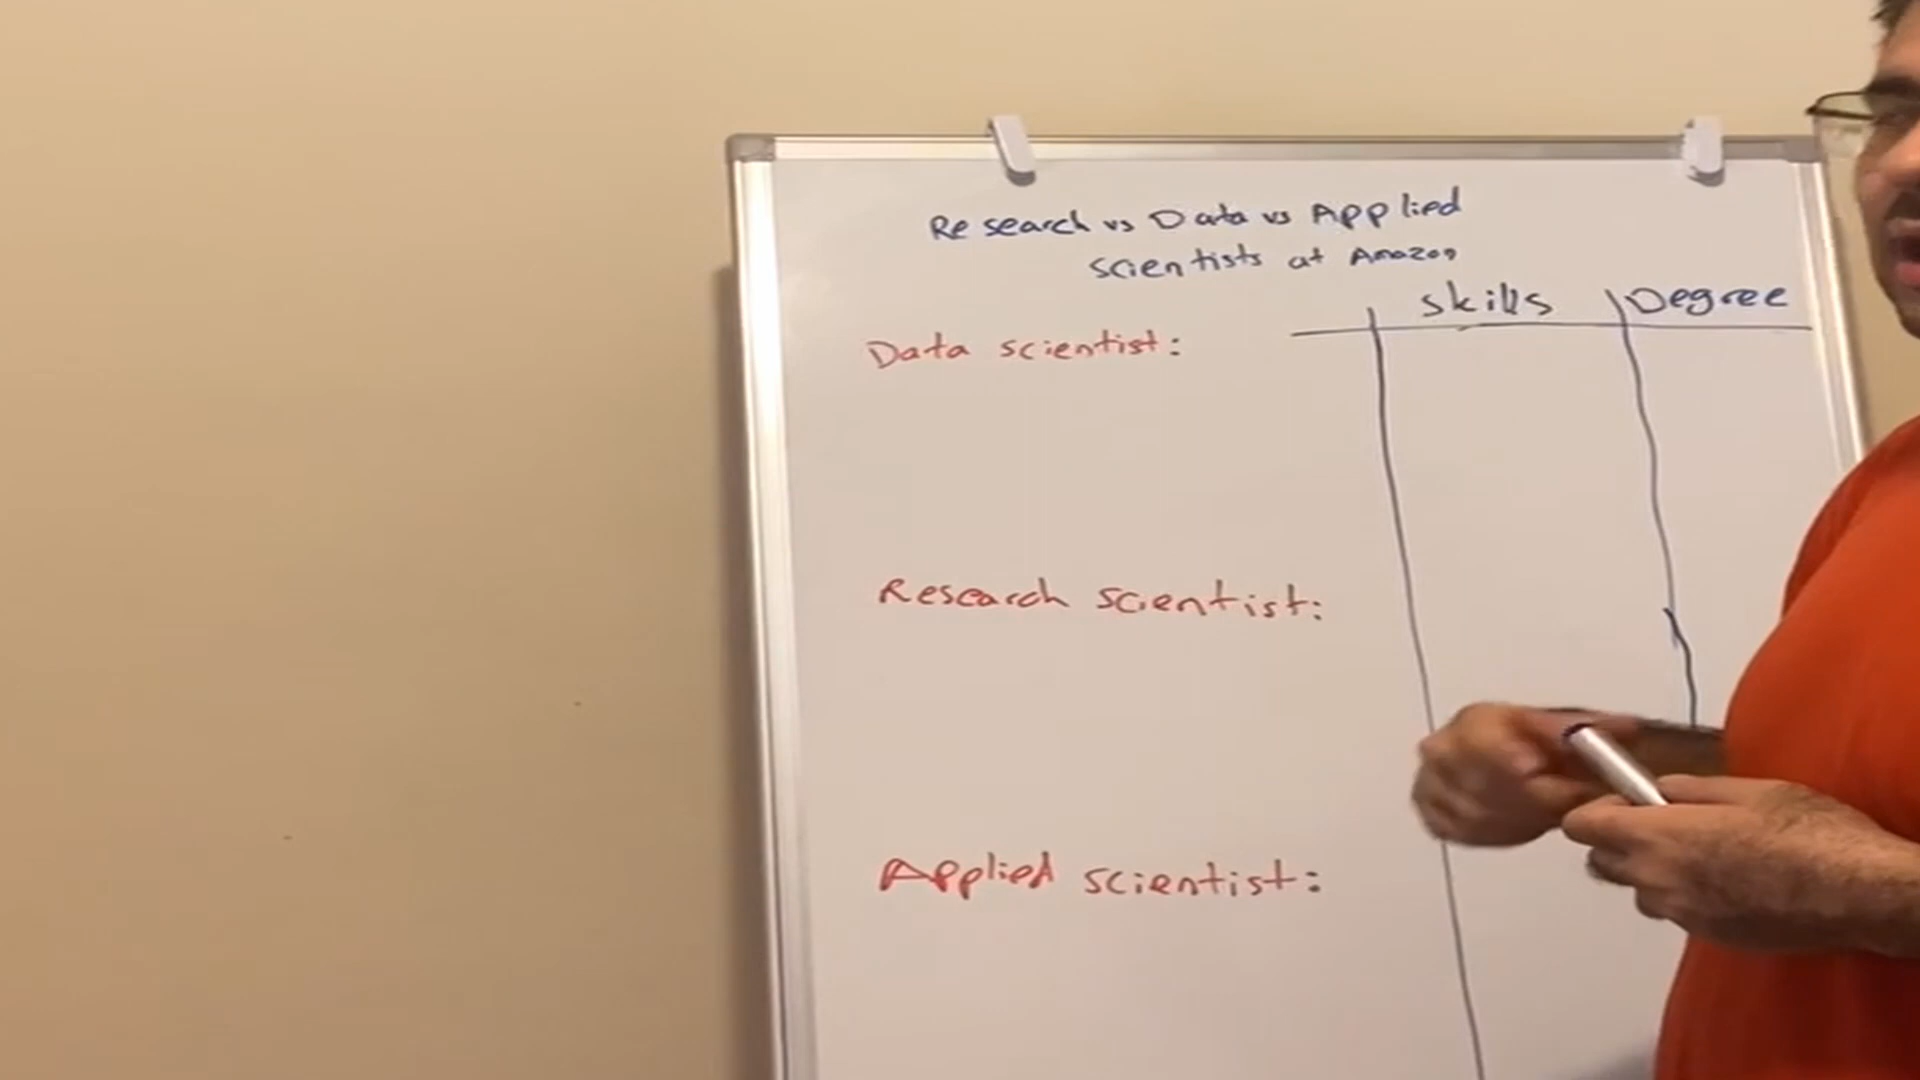 Research vs Data vs Applied
scientists at Amazon
skills Degree
Data scientist:
Research scientist:
Applied scientist: